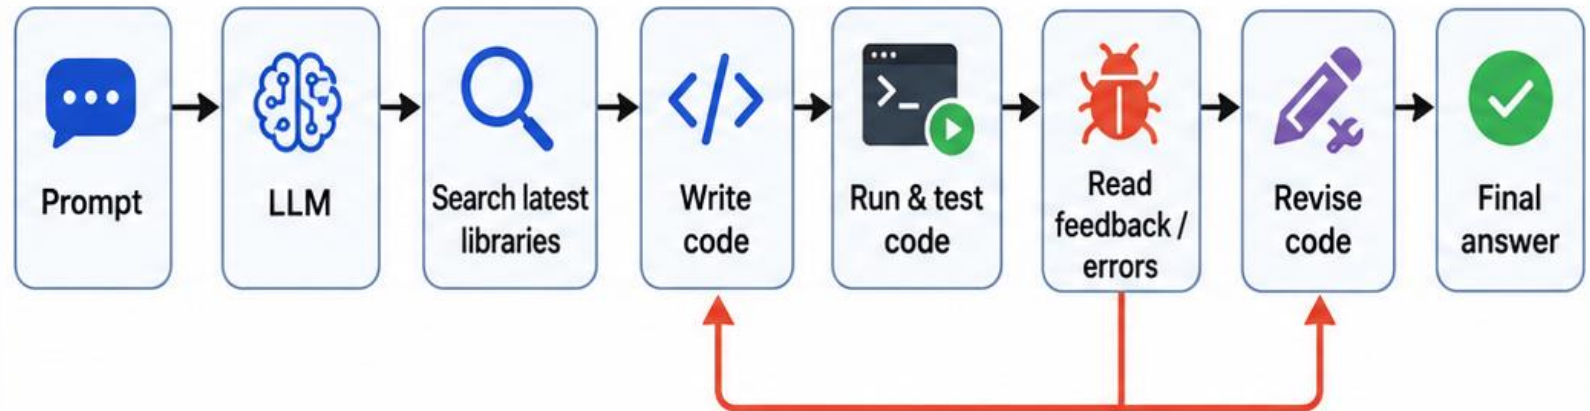 Prompt
LLM
Search latest
libraries
Write
code
Run & test
code
Read
feedback /
errors
Revise
code
Final
answer